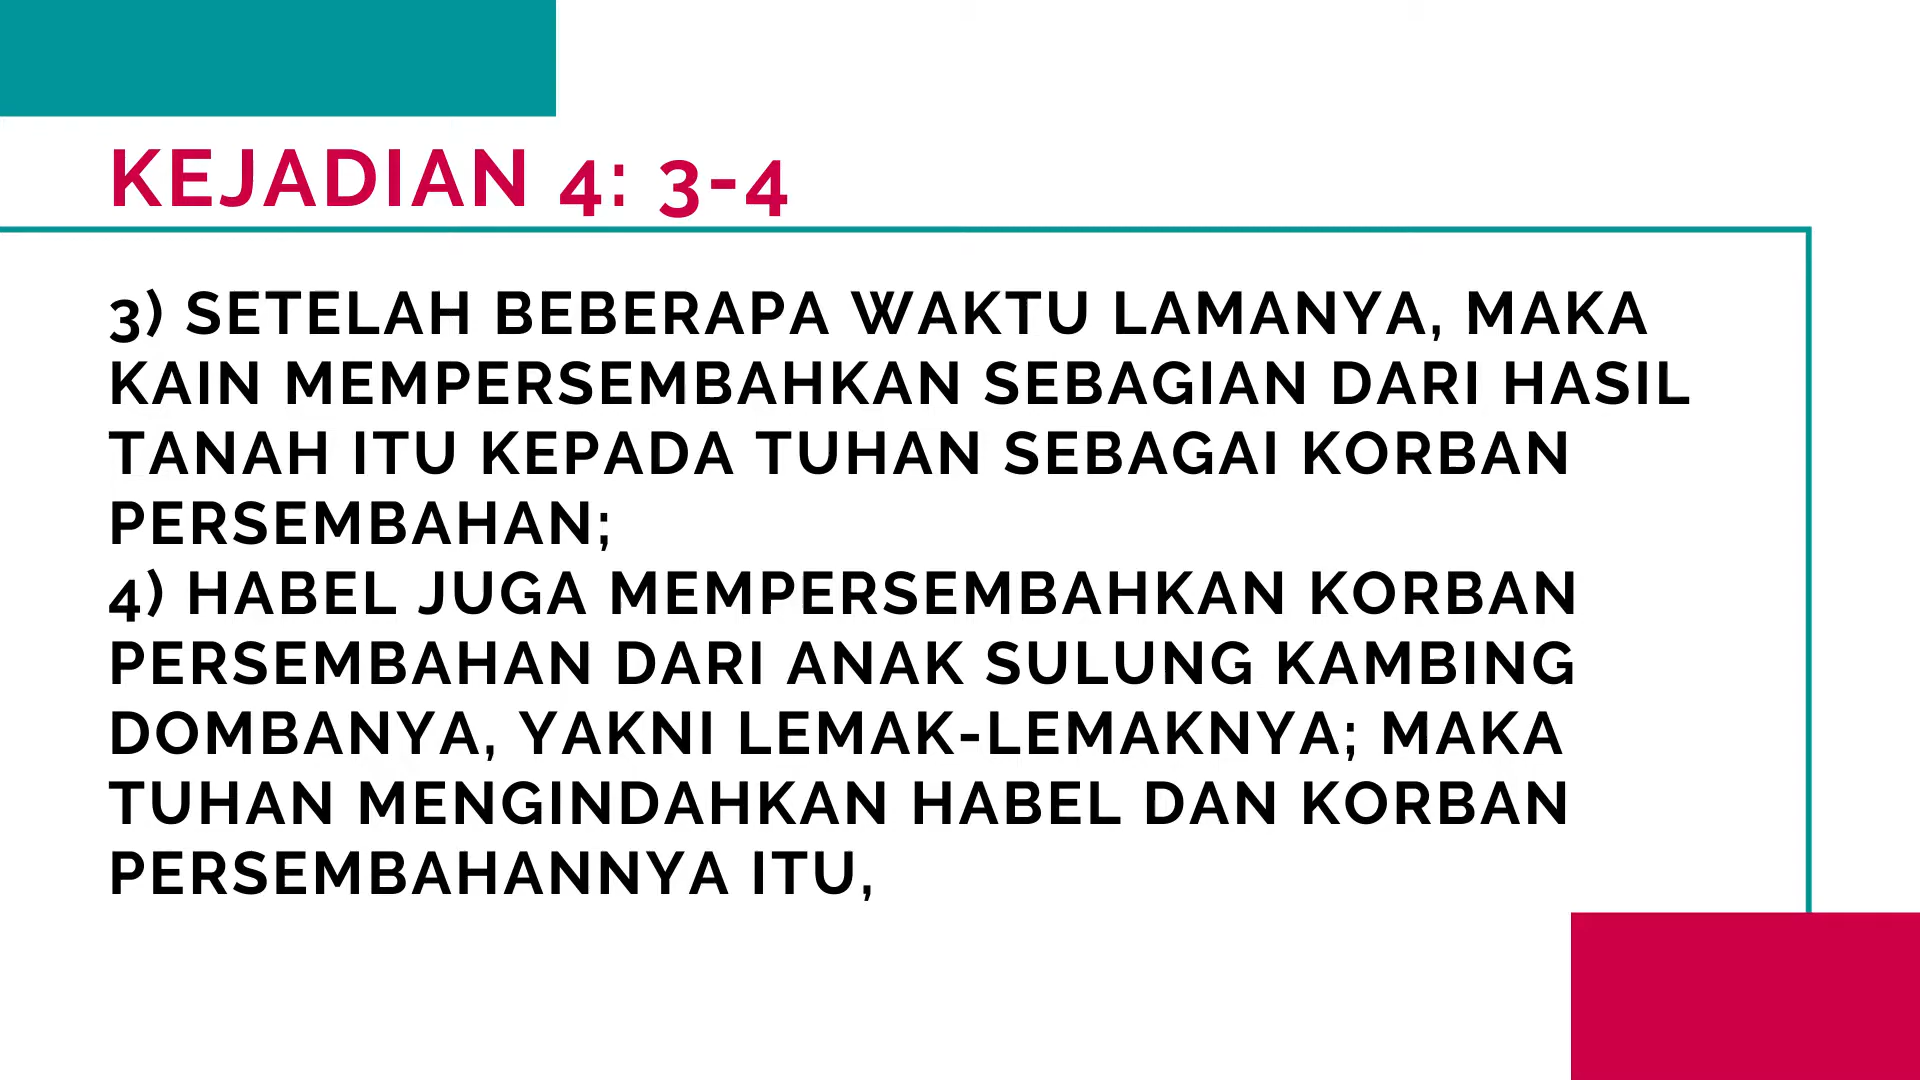 KEJADIAN 4: 3-4
3) SETELAH BEBERAPA WAKTU LAMANYA, MAKA
KAIN MEMPERSEMBAHKAN SEBAGIAN DARI HASIL
TANAH ITU KEPADA TUHAN SEBAGAI KORBAN
PERSEMBAHAN;
4) HABEL JUGA MEMPERSEMBAHKAN KORBAN
PERSEMBAHAN DARI ANAK SULUNG KAMBING
DOMBANYA, YAKNI LEMAK-LEMAKNYA; MAKA
TUHAN MENGINDAHKAN HABEL DAN KORBAN
PERSEMBAHANNYA ITU,